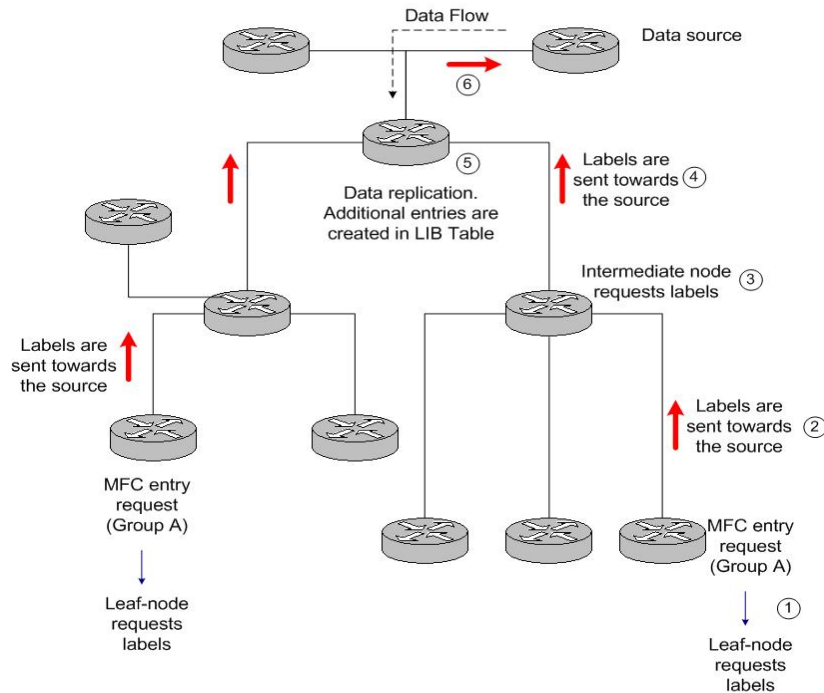 Data Flow
Data source
6
5
Labels are
sent towards
the source
4
Data replication.
Additional entries are
created in LIB Table
Intermediate node
requests labels
3
Labels are
sent towards
the source
Labels are
sent towards
the source
2
MFC entry
request
(Group A)
MFC entry
request
(Group A)
Leaf-node
requests
labels
1
Leaf-node
requests
labels